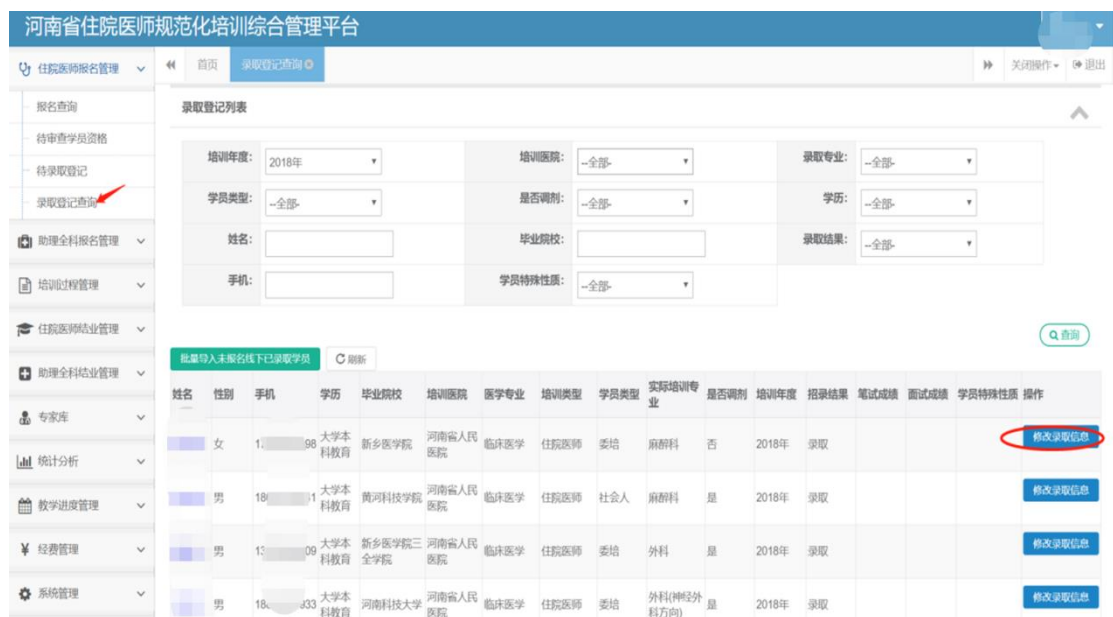 河南省住院医师规范化培训综合管理平台
住院医师报名管理
首页
录取登记查询
关闭操作
退出
报名查询
待审查学员资格
待录取登记
录取登记查询
助理全科报名管理
培训过程管理
住院医师结业管理
助理全科结业管理
专家库
统计分析
教学进度管理
¥ 经费管理
系统管理
录取登记列表
培训年度: 2018年 培训医院: --全部- 录取专业: --全部-
学员类型: --全部- 是否调剂: --全部- 学历: --全部-
姓名: 毕业院校: 录取结果: --全部-
手机: 学员特殊性质: --全部-
查询
批量导入未报名线下已录取学员 刷新
姓名 性别 手机 学历 毕业院校 培训医院 医学专业 培训类型 学员类型 实际培训专业 是否调剂 培训年度 招录结果 笔试成绩 面试成绩 学员特殊性质 操作
女 1 98 大学本科教育 新乡医学院 河南省人民医院 临床医学 住院医师 委培 麻醉科 否 2018年 录取 修改录取信息
男 18 1 大学本科教育 黄河科技学院 河南省人民医院 临床医学 住院医师 社会人 麻醉科 是 2018年 录取 修改录取信息
男 13 09 大学本科教育 新乡医学院三全学院 河南省人民医院 临床医学 住院医师 委培 外科 是 2018年 录取 修改录取信息
男 18 933 大学本科教育 河南科技大学 河南省人民医院 临床医学 住院医师 委培 外科(神经外科方向) 是 2018年 录取 修改录取信息